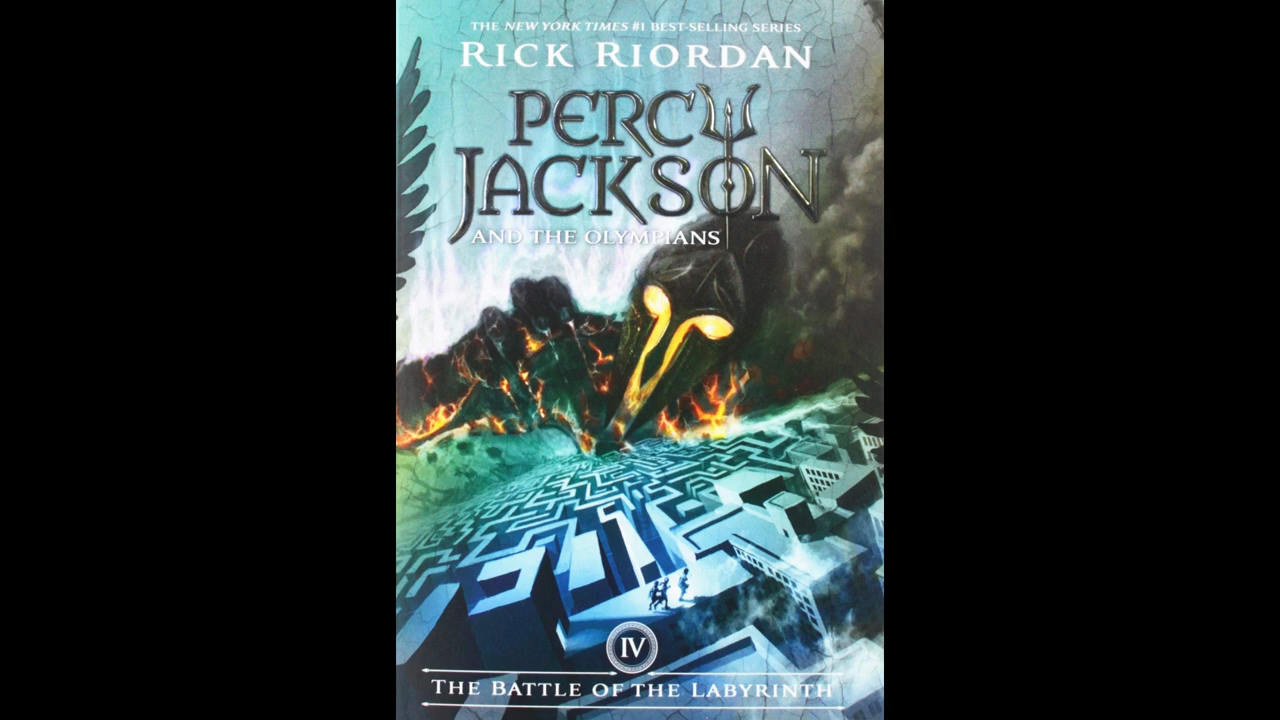 THE NEW YORK TIMES #1 BEST-SELLING SERIES
RICK RIORDAN
PERCY
JACKSON
AND THE OLYMPIANS
IV
THE BATTLE OF THE LABYRINTH